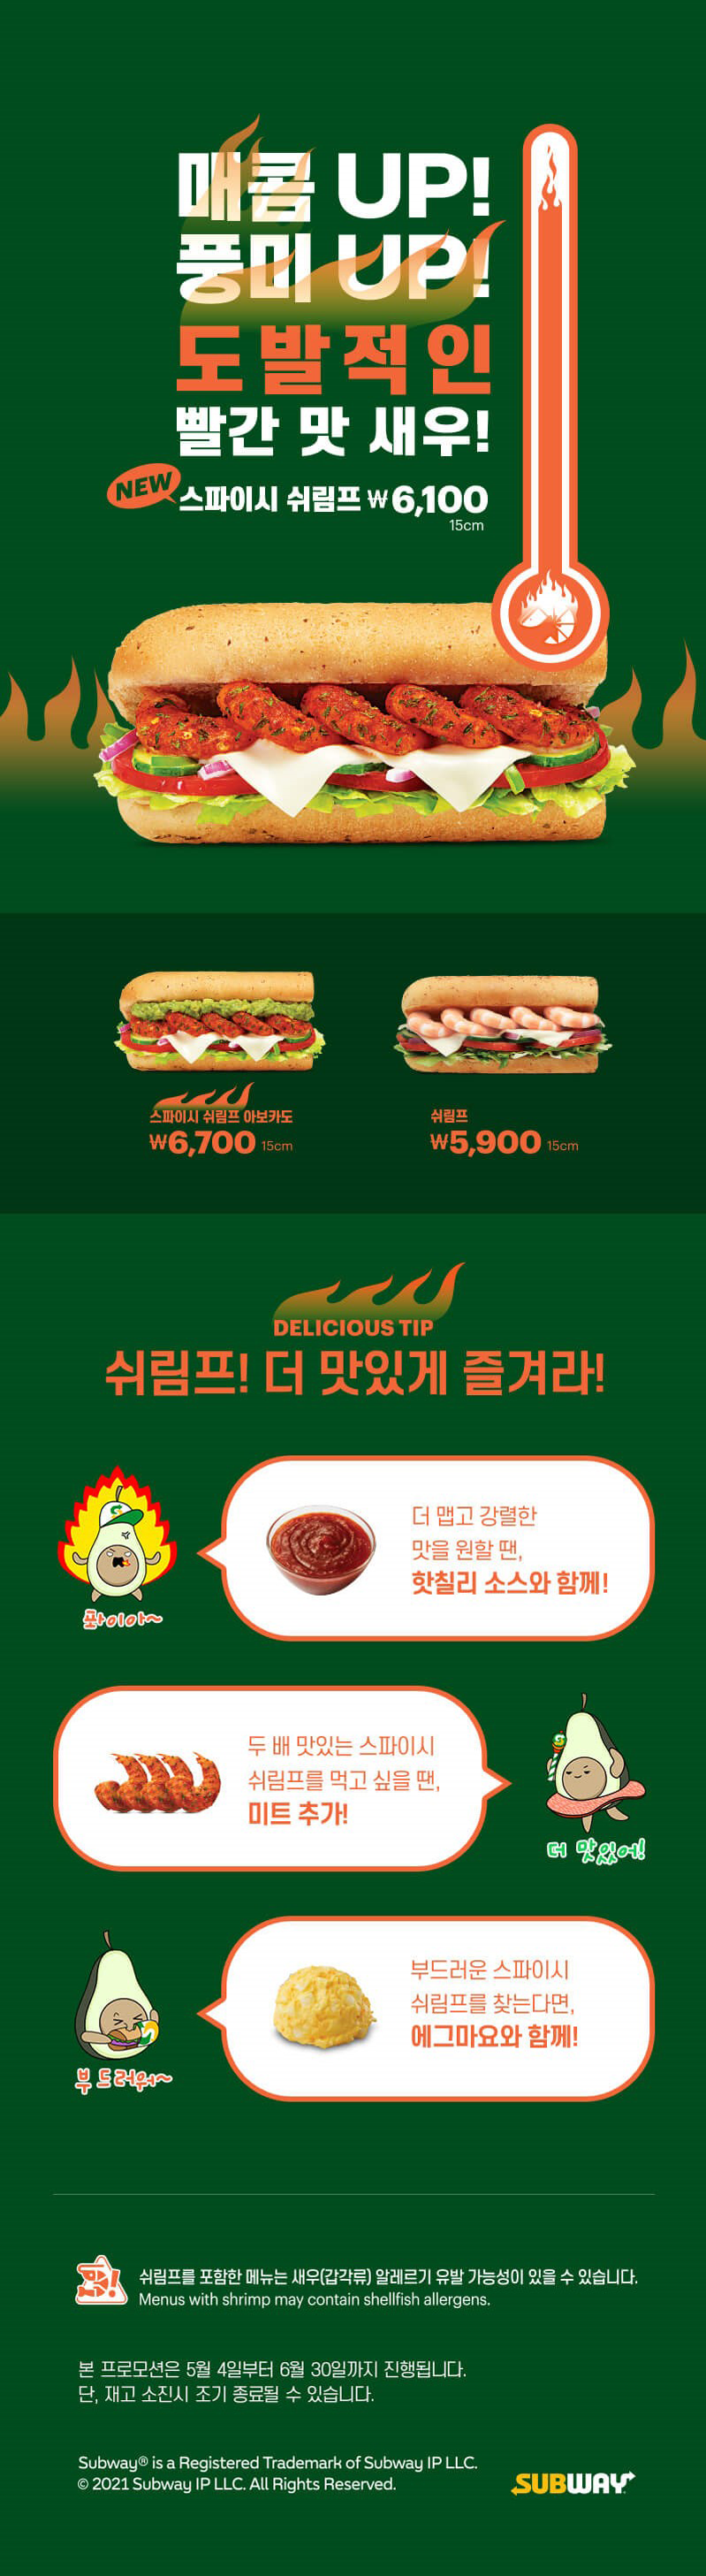 매콤 UP!
풍미 UP!
도발적인
빨간 맛 새우!
NEW
스파이시 쉬림프 ₩6,100
15cm
스파이시 쉬림프 아보카도
₩6,700 15cm
쉬림프
₩5,900 15cm
DELICIOUS TIP
쉬림프! 더 맛있게 즐겨라!
더 맵고 강렬한
맛을 원할 땐,
핫칠리 소스와 함께!
퐈이아~
두 배 맛있는 스파이시
쉬림프를 먹고 싶을 땐,
미트 추가!
더 맛있어!
부드러운 스파이시
쉬림프를 찾는다면,
에그마요와 함께!
부드러워~
쉬림프를 포함한 메뉴는 새우(갑각류) 알레르기 유발 가능성이 있을 수 있습니다.
Menus with shrimp may contain shellfish allergens.
본 프로모션은 5월 4일부터 6월 30일까지 진행됩니다.
단, 재고 소진시 조기 종료될 수 있습니다.
Subway® is a Registered Trademark of Subway IP LLC.
© 2021 Subway IP LLC. All Rights Reserved.
SUBWAY